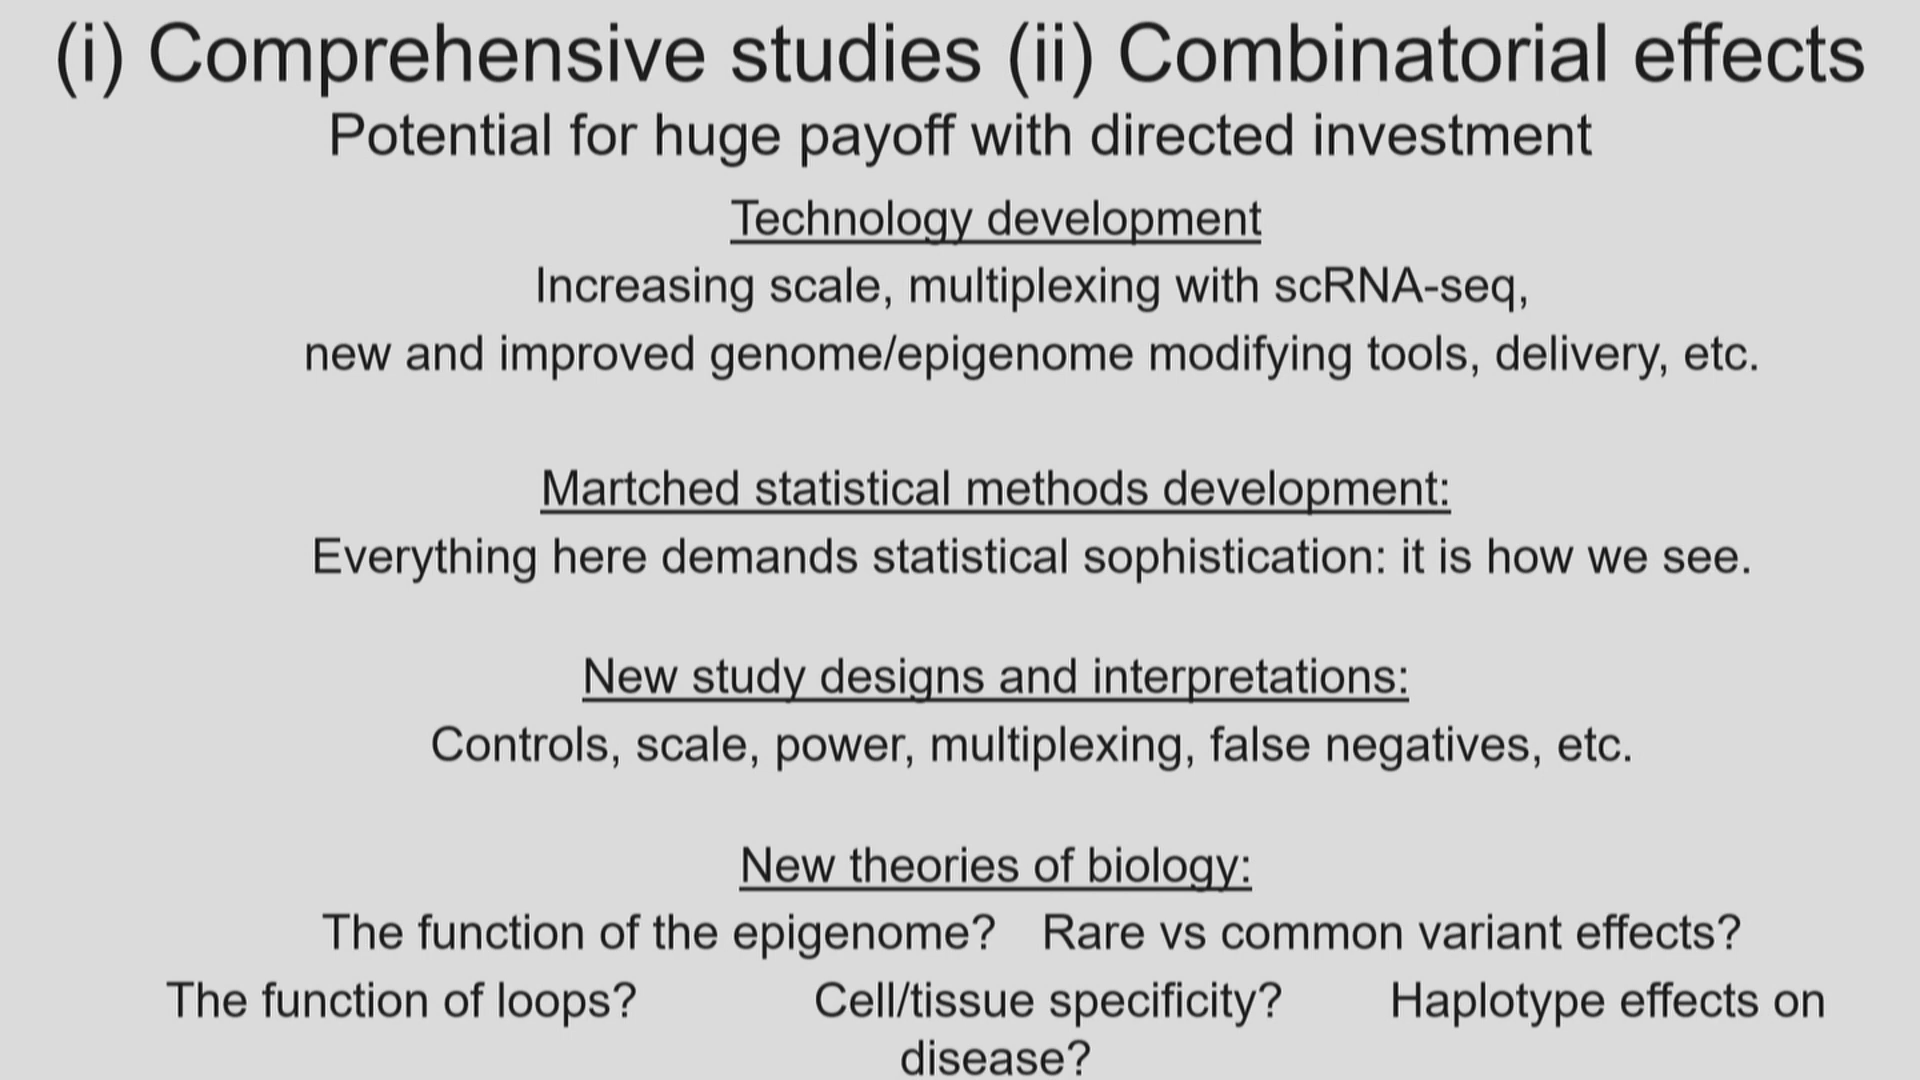 (i) Comprehensive studies (ii) Combinatorial effects
Potential for huge payoff with directed investment
Technology development
Increasing scale, multiplexing with scRNA-seq,
new and improved genome/epigenome modifying tools, delivery, etc.
Martched statistical methods development:
Everything here demands statistical sophistication: it is how we see.
New study designs and interpretations:
Controls, scale, power, multiplexing, false negatives, etc.
New theories of biology:
The function of the epigenome? Rare vs common variant effects?
The function of loops? Cell/tissue specificity? Haplotype effects on
disease?